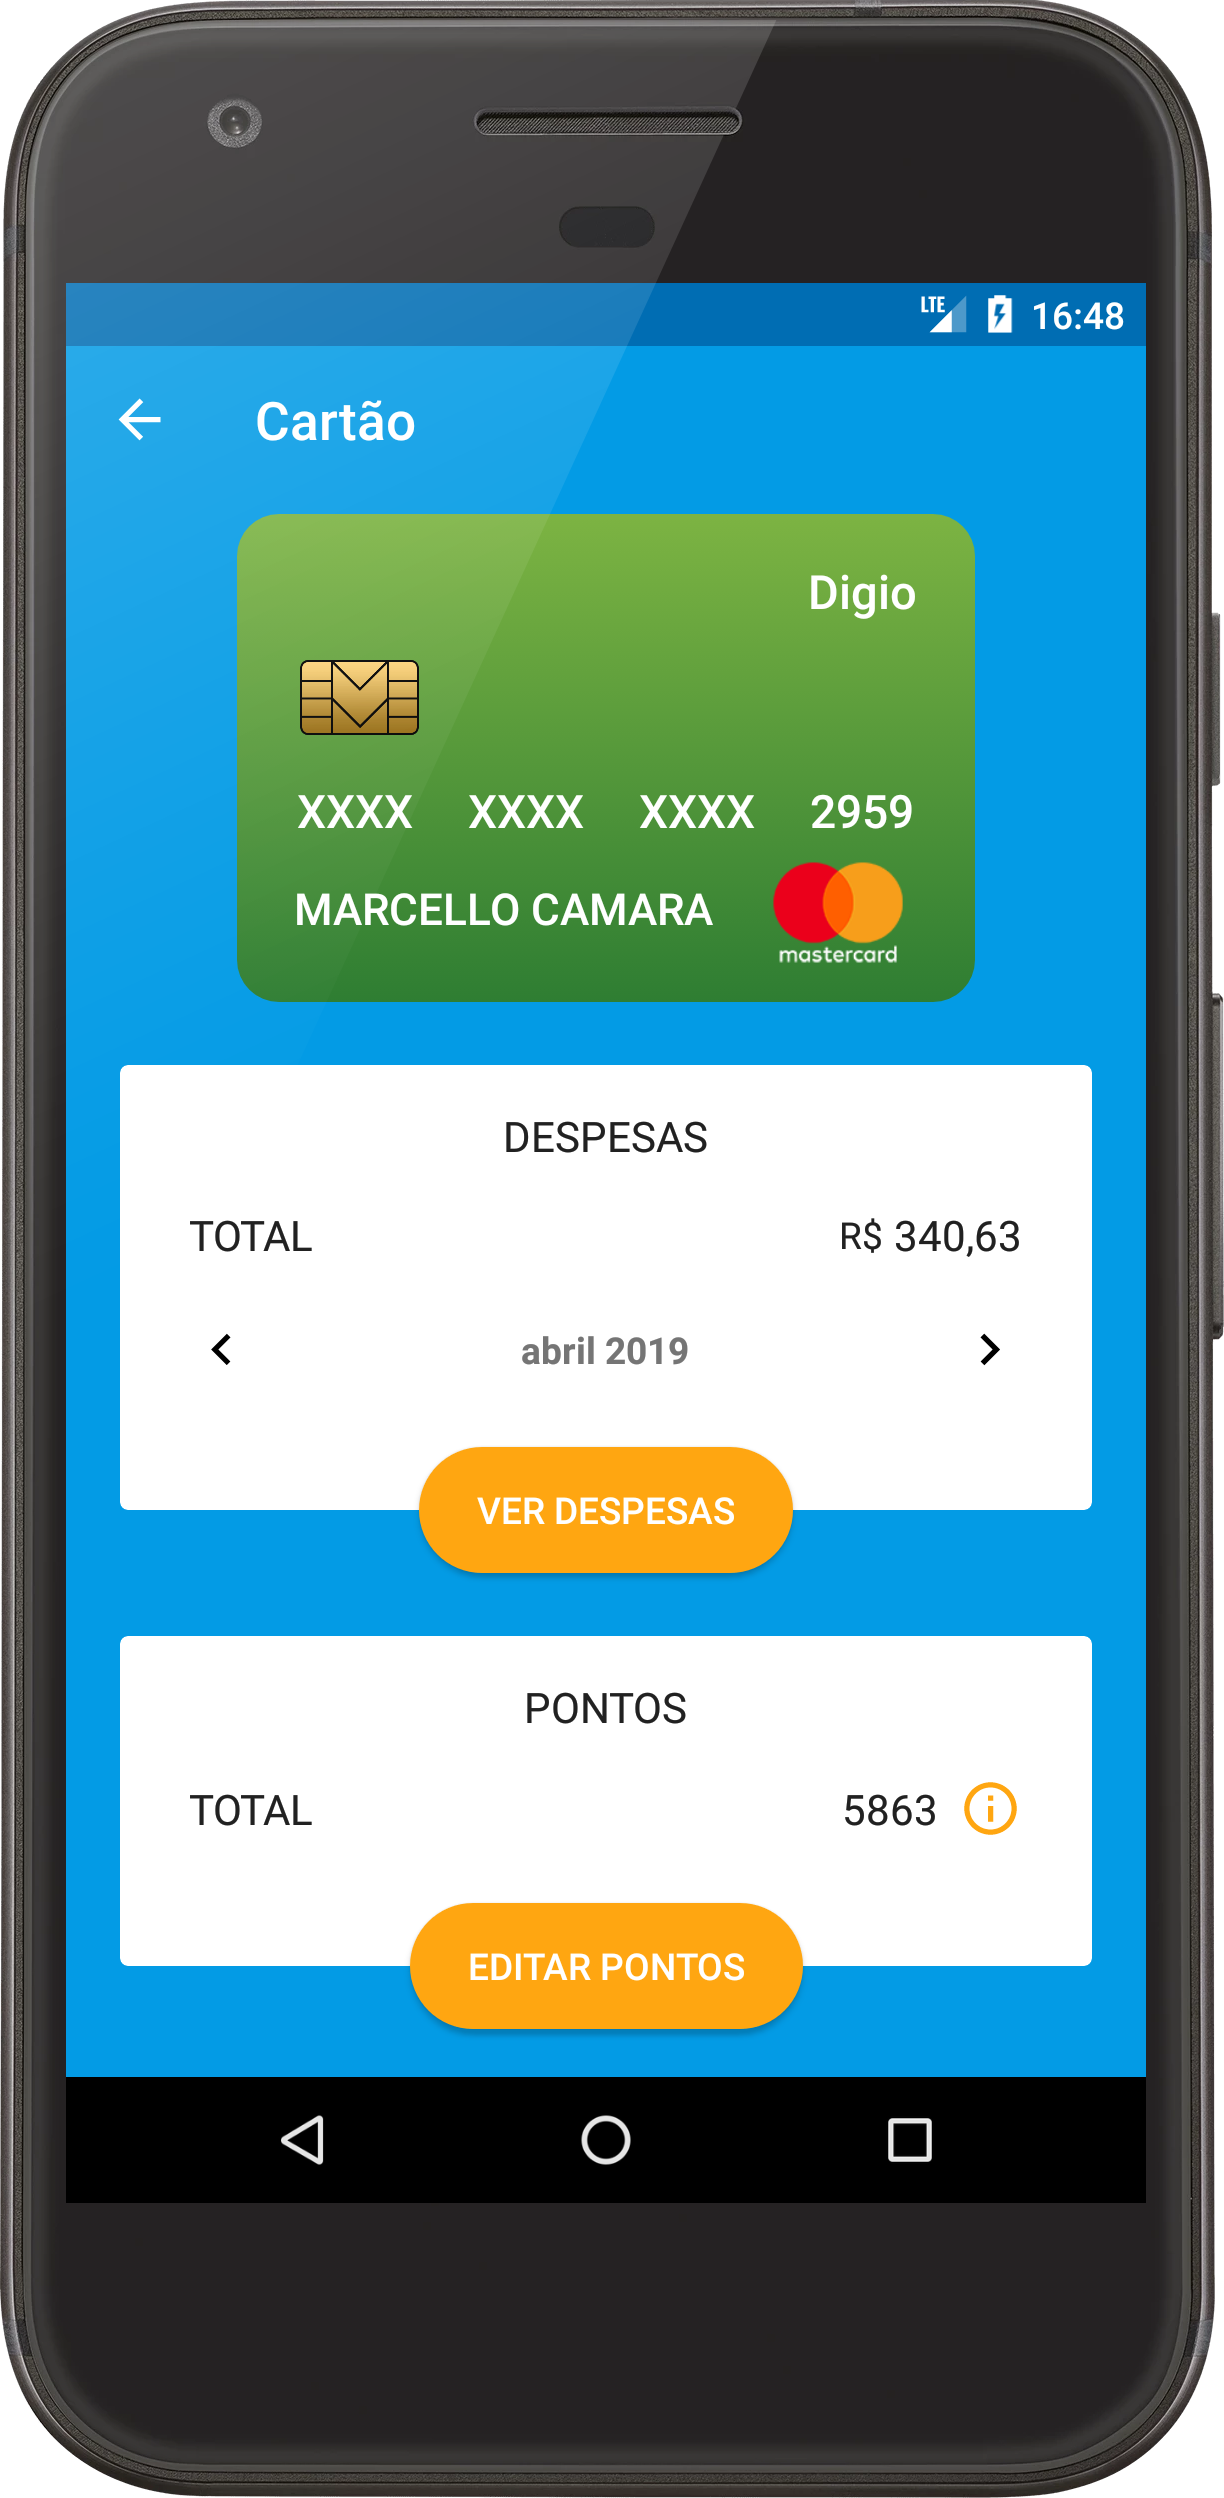 LTE 16:48
Cartão
Digio
XXXX XXXX XXXX 2959
MARCELLO CAMARA
mastercard
DESPESAS
TOTAL R$ 340,63
abril 2019
VER DESPESAS
PONTOS
TOTAL 5863
EDITAR PONTOS